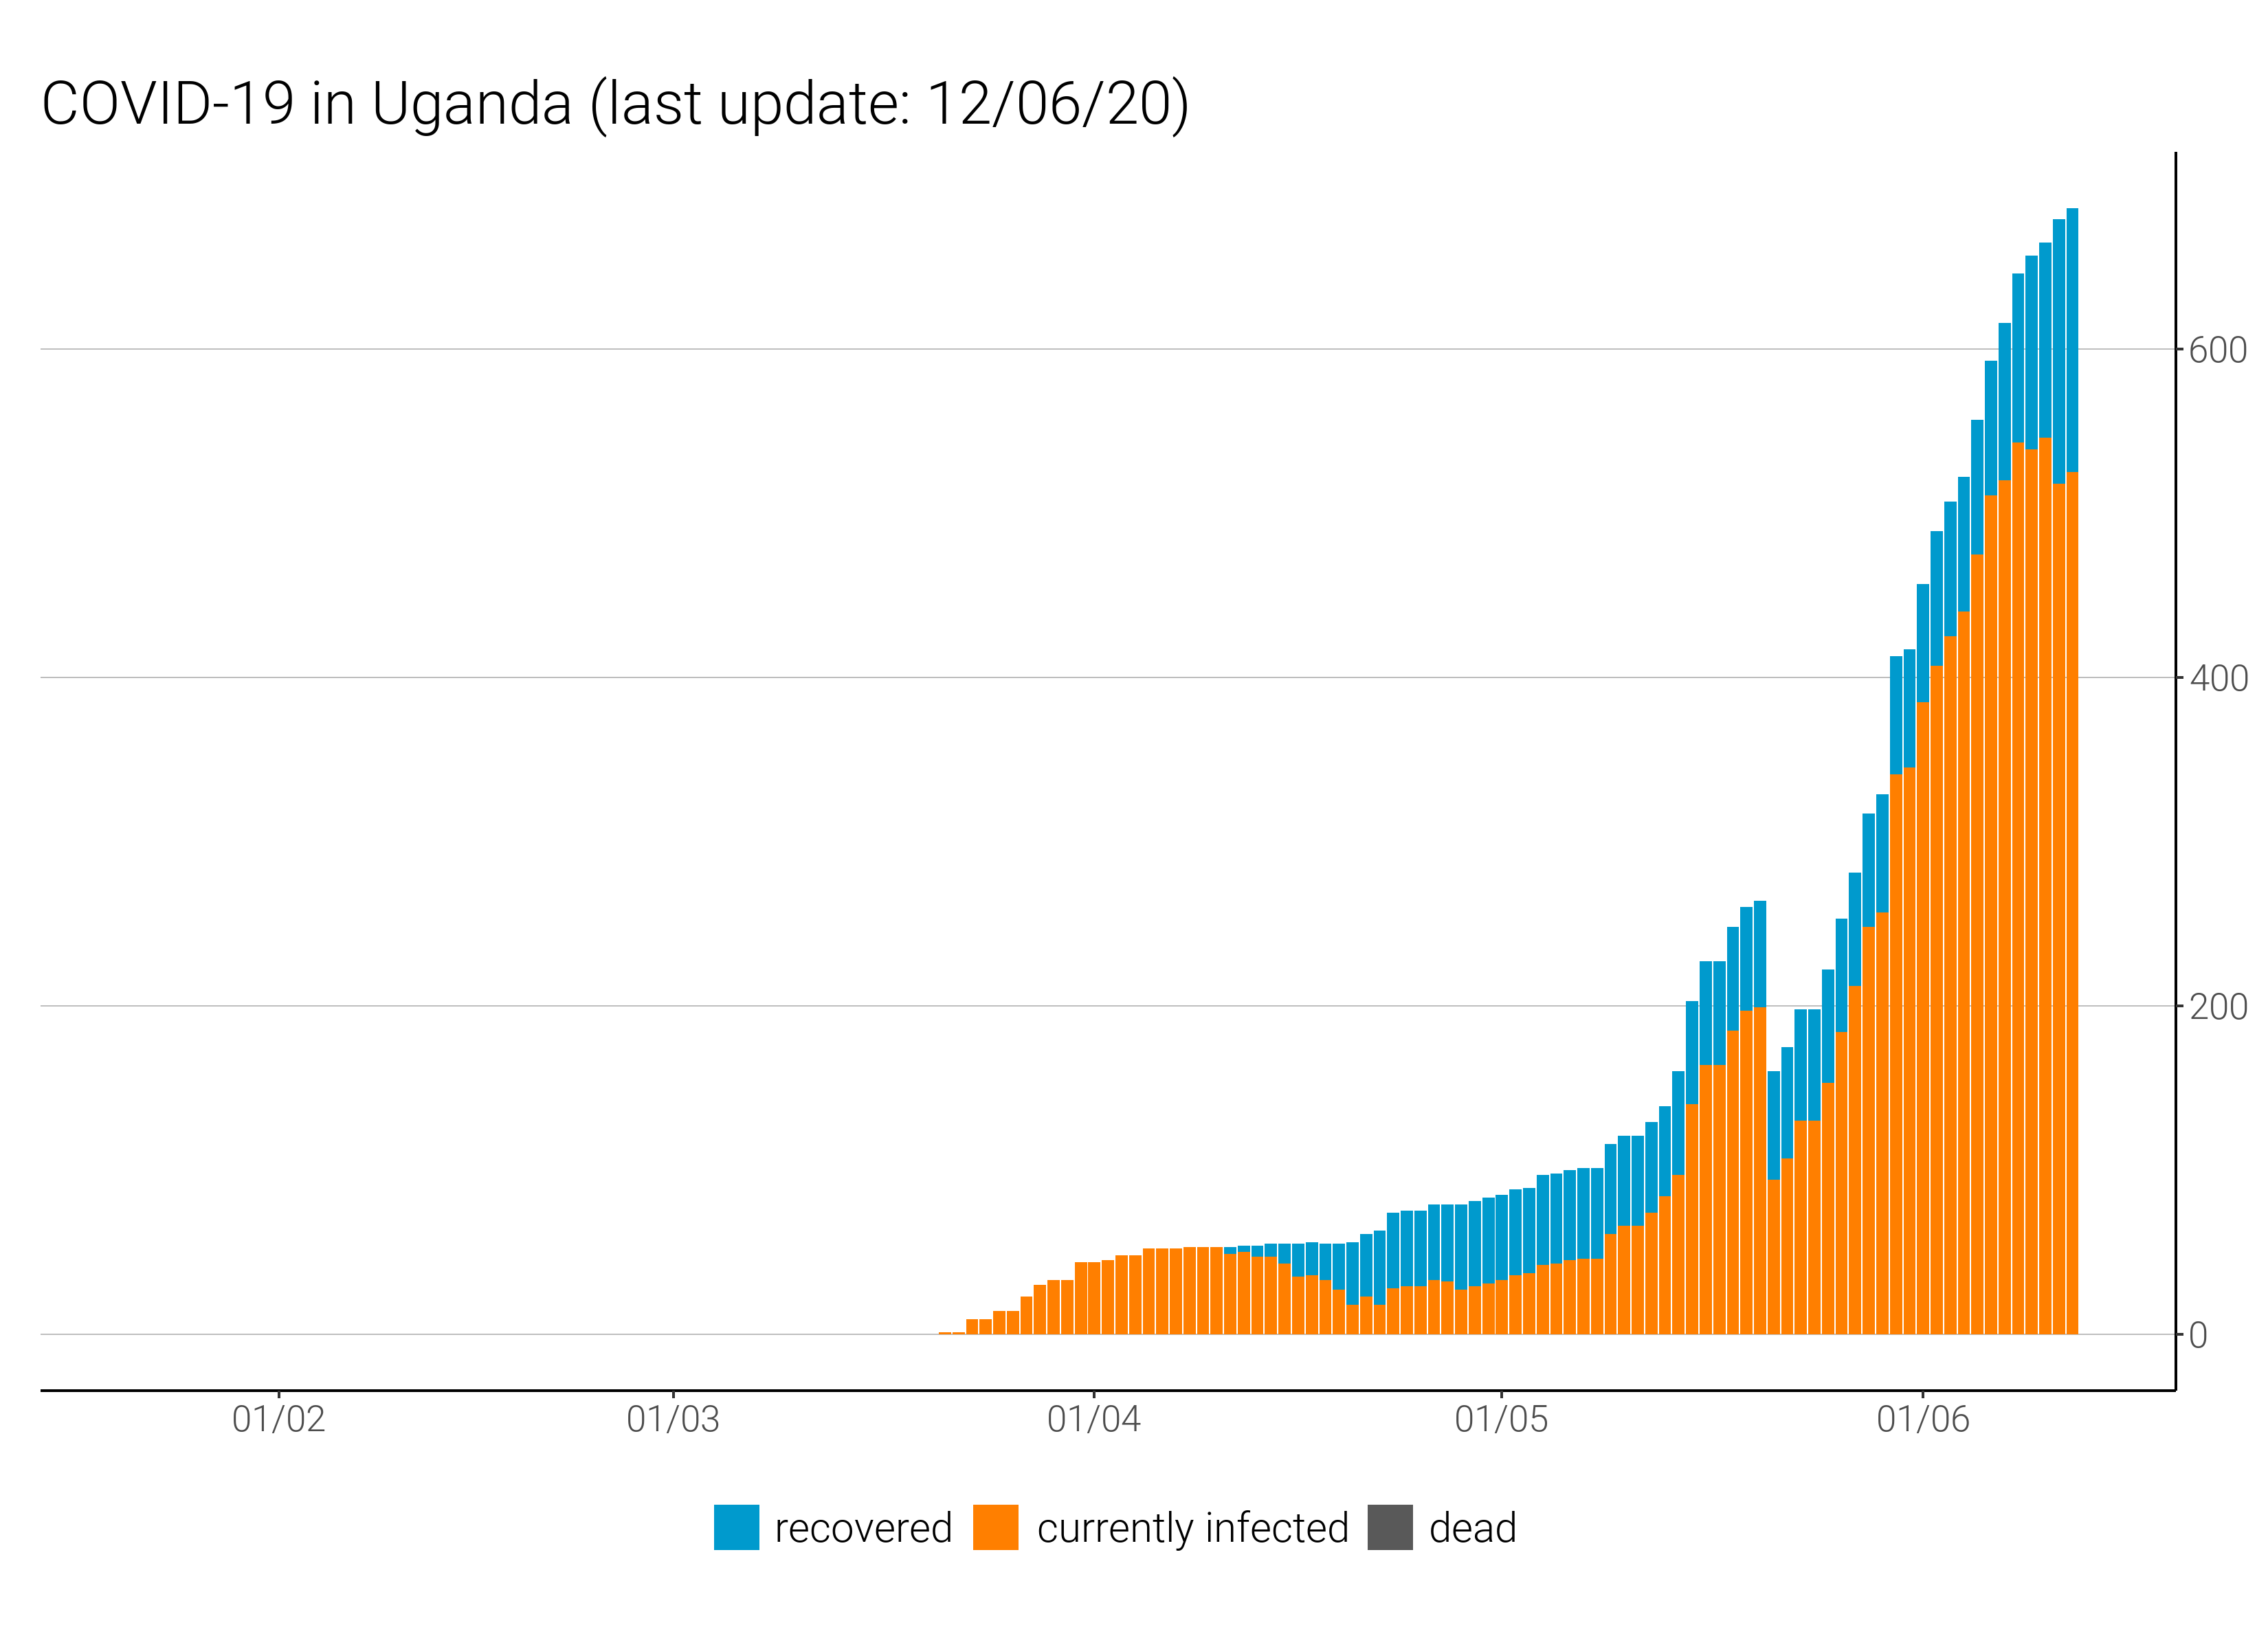 COVID-19 in Uganda (last update: 12/06/20)
600
400
200
0
01/02 01/03 01/04 01/05 01/06
recovered currently infected dead